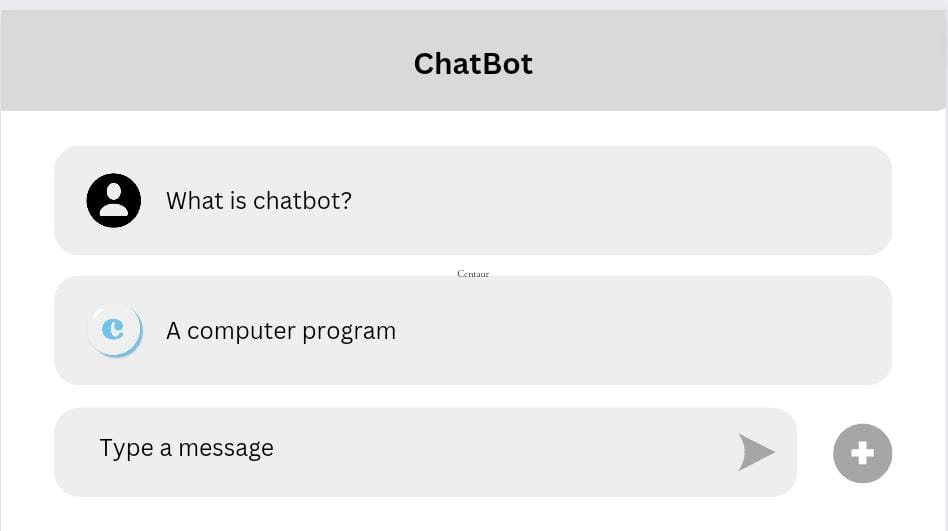 ChatBot
What is chatbot?
Centaur
C A computer program
Type a message